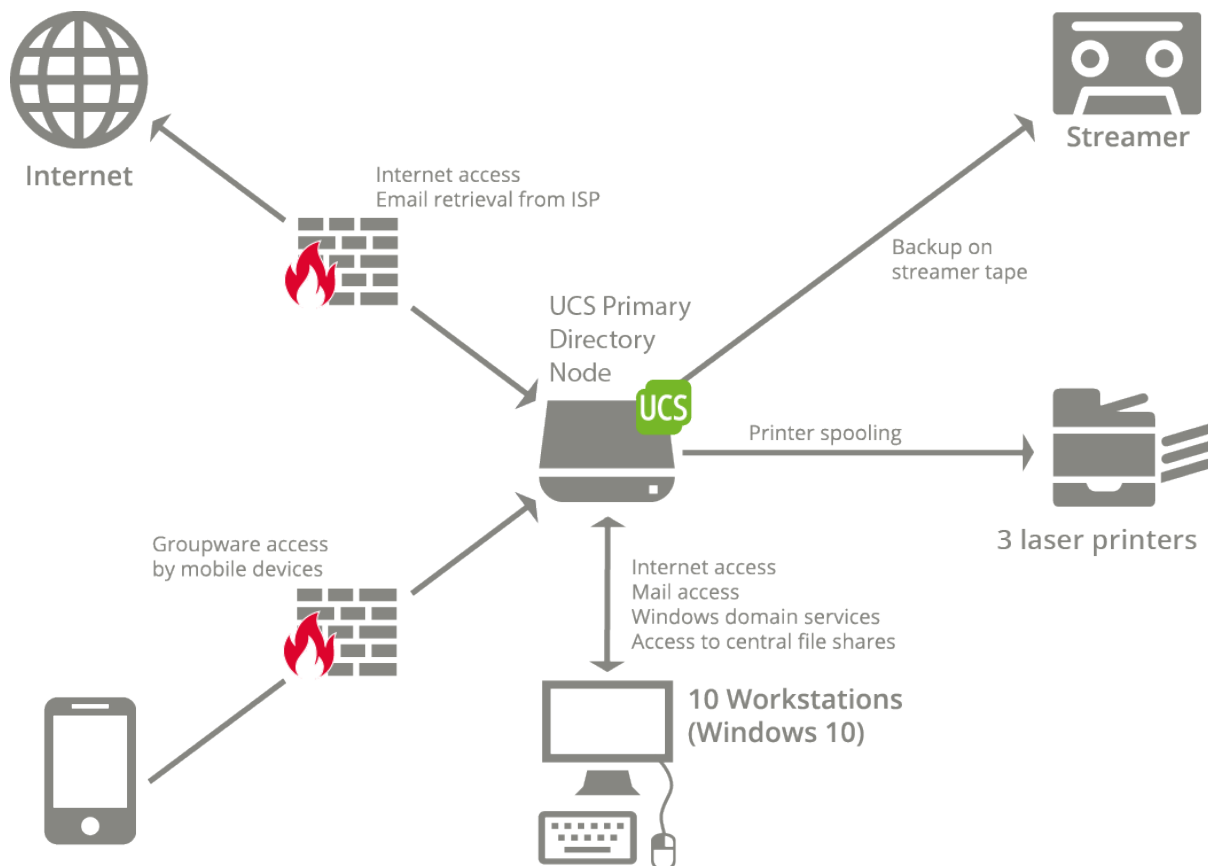 Internet
Internet access
Email retrieval from ISP
Streamer
Backup on
streamer tape
UCS Primary
Directory
Node
UCS
Printer spooling
3 laser printers
Groupware access
by mobile devices
Internet access
Mail access
Windows domain services
Access to central file shares
10 Workstations
(Windows 10)